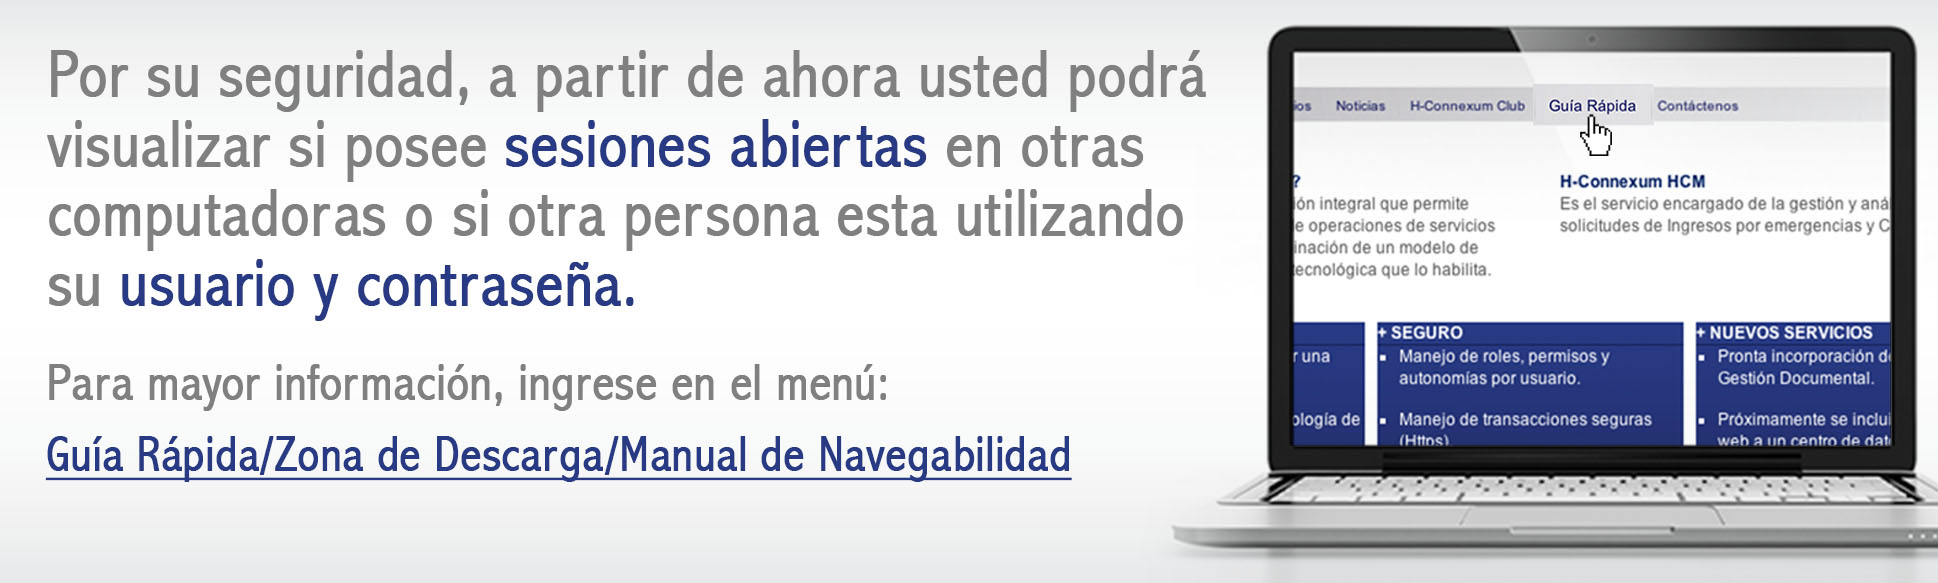 Por su seguridad, a partir de ahora usted podrá
visualizar si posee sesiones abiertas en otras
computadoras o si otra persona esta utilizando
su usuario y contraseña.
Para mayor información, ingrese en el menú:
Guía Rápida/Zona de Descarga/Manual de Navegabilidad
ios Noticias H-Connexum Club Guía Rápida Contáctenos
?
ión integral que permite
e operaciones de servicios
inación de un modelo de
tecnológica que lo habilita.
H-Connexum HCM
Es el servicio encargado de la gestión y aná
solicitudes de Ingresos por emergencias y C
r una
ología de
+ SEGURO
▪ Manejo de roles, permisos y
autonomías por usuario.
▪ Manejo de transacciones seguras
(Https).
+ NUEVOS SERVICIOS
▪ Pronta incorporación de
Gestión Documental.
▪ Próximamente se inclui
web a un centro de dat